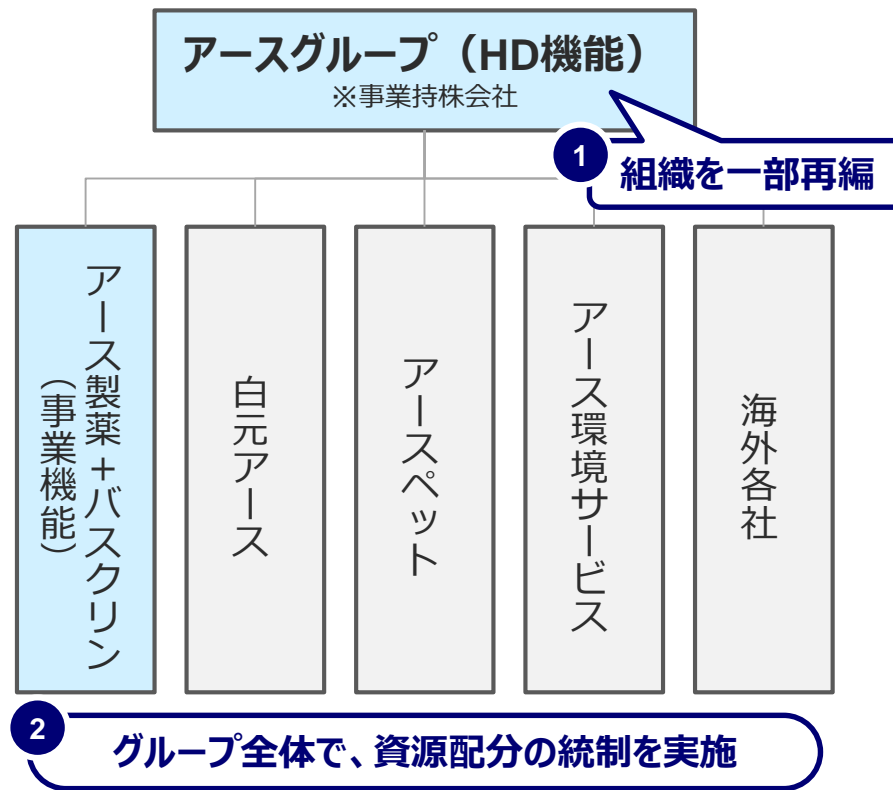 アースグループ（HD機能）
※事業持株会社
1
組織を一部再編
アース製薬＋バスクリン
（事業機能）
白元アース
アースペット
アース環境サービス
海外各社
2
グループ全体で、資源配分の統制を実施